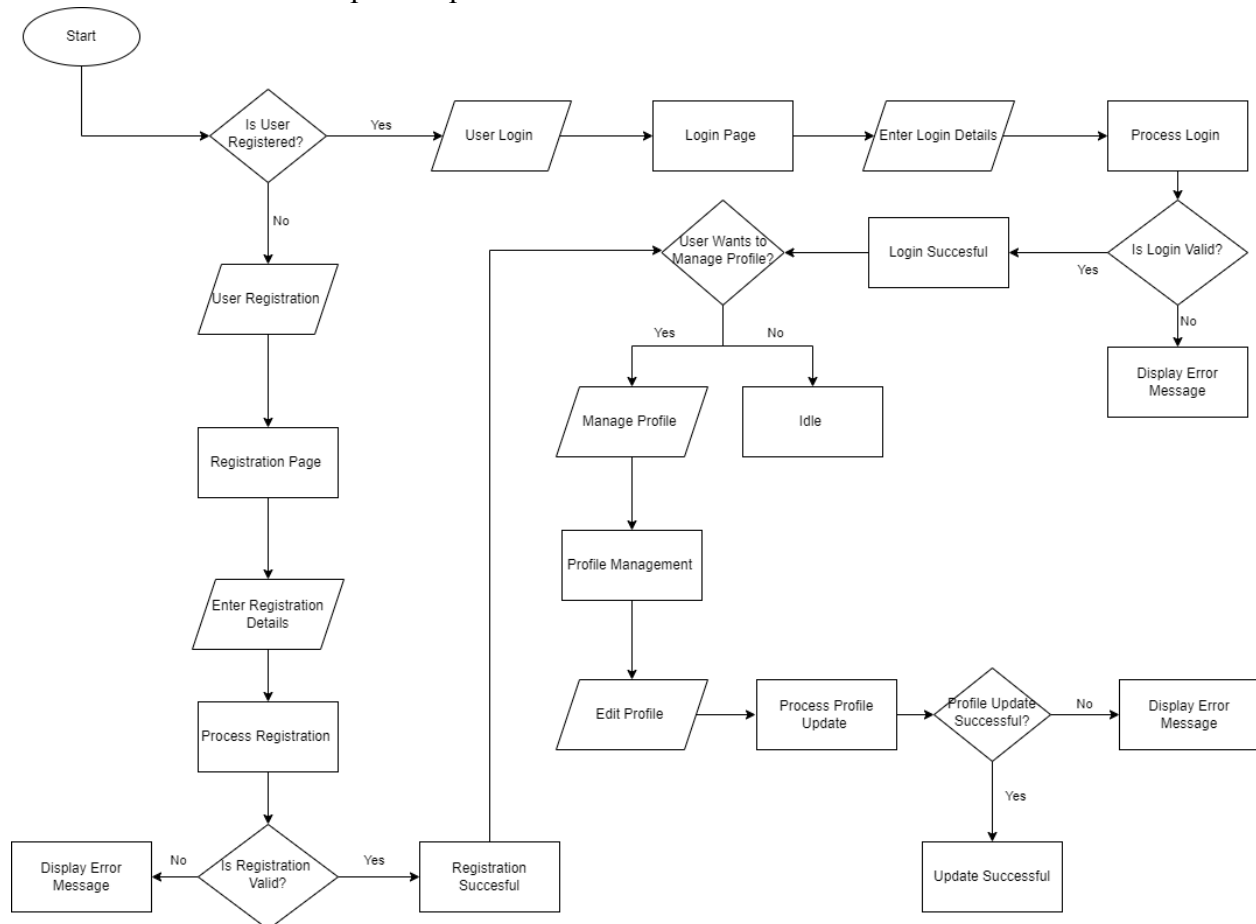 Start
Is User
Registered?
Yes
User Login
Login Page
Enter Login Details
Process Login
No
User Wants to
Manage Profile?
Login Succesful
Yes
Is Login Valid?
User Registration
Yes
No
No
Display Error
Message
Manage Profile
Idle
Registration Page
Profile Management
Enter Registration
Details
Edit Profile
Process Profile
Update
Profile Update
Successful?
No
Display Error
Message
Process Registration
Yes
Display Error
Message
No
Is Registration
Valid?
Yes
Registration
Succesful
Update Successful